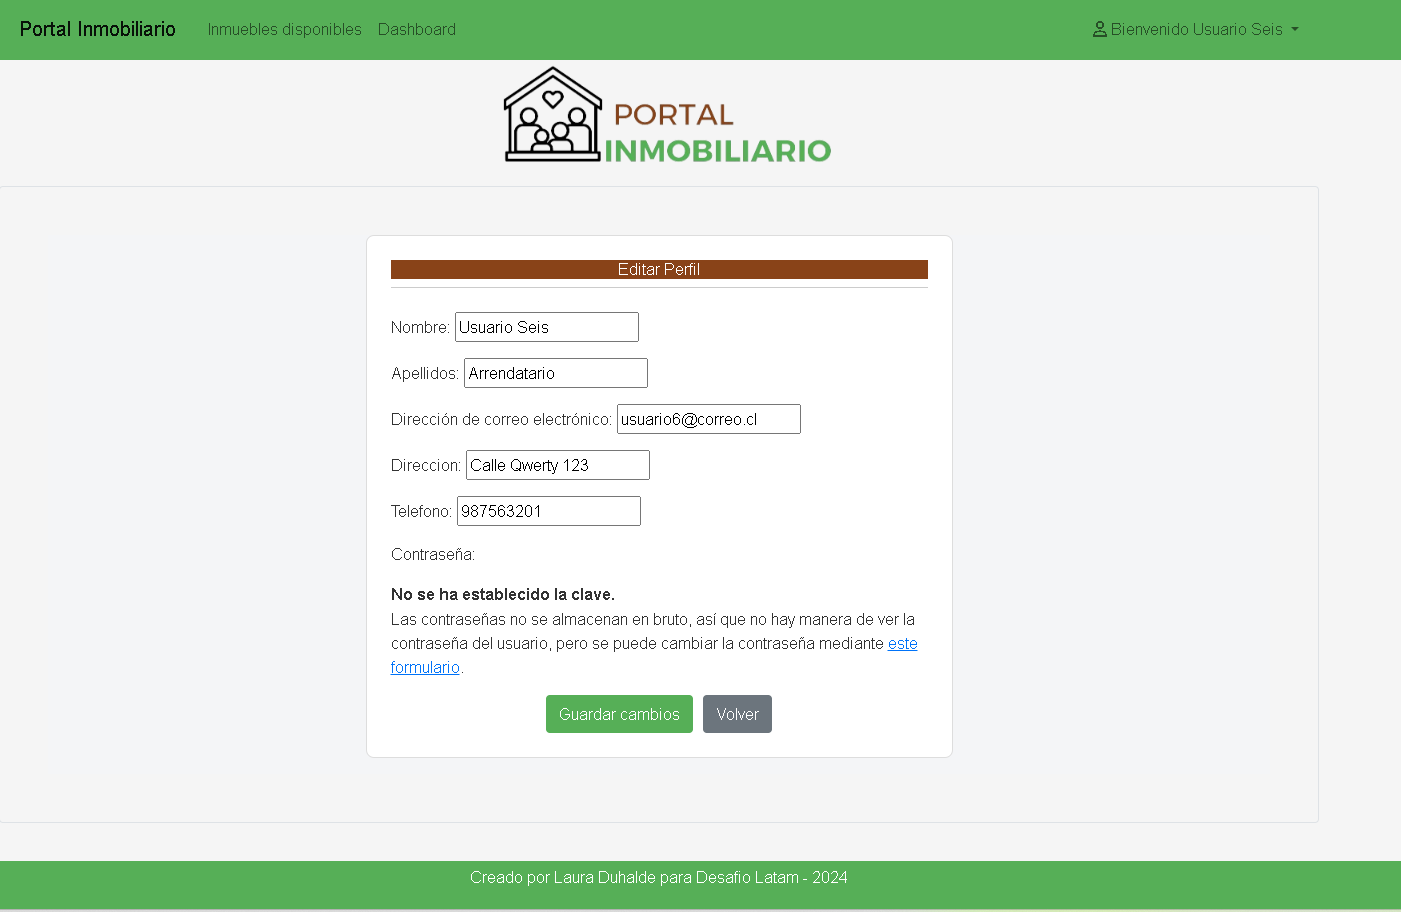 Portal Inmobiliario Inmuebles disponibles Dashboard Bienvenido Usuario Seis
PORTAL
INMOBILIARIO
Editar Perfil
Nombre: Usuario Seis
Apellidos: Arrendatario
Dirección de correo electrónico: usuario6@correo.cl
Direccion: Calle Qwerty 123
Telefono: 987563201
Contraseña:
No se ha establecido la clave.
Las contraseñas no se almacenan en bruto, así que no hay manera de ver la
contraseña del usuario, pero se puede cambiar la contraseña mediante este
formulario.
Guardar cambios Volver
Creado por Laura Duhalde para Desafio Latam - 2024